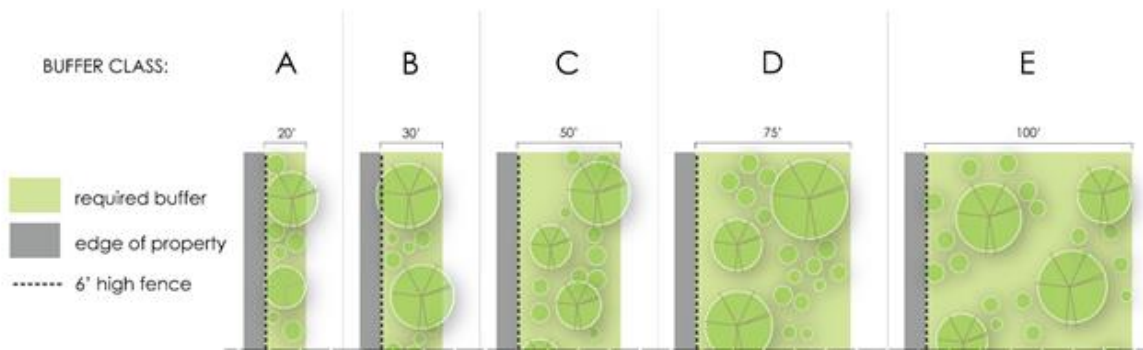 BUFFER CLASS: A B C D E
20' 30' 50' 75' 100'
required buffer
edge of property
6' high fence